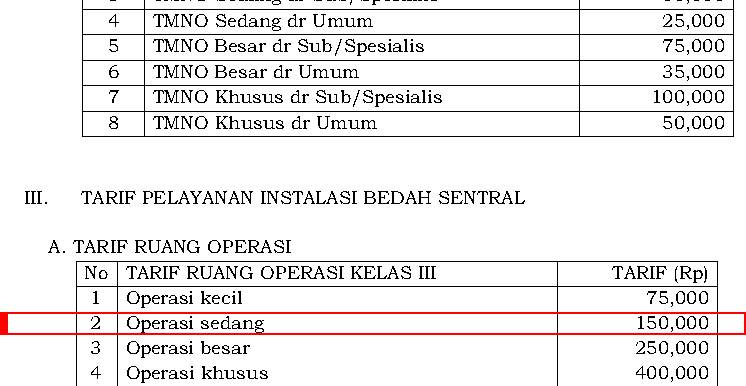 4 TMNO Sedang dr Umum 25,000
5 TMNO Besar dr Sub/Spesialis 75,000
6 TMNO Besar dr Umum 35,000
7 TMNO Khusus dr Sub/Spesialis 100,000
8 TMNO Khusus dr Umum 50,000
III. TARIF PELAYANAN INSTALASI BEDAH SENTRAL
A. TARIF RUANG OPERASI
No TARIF RUANG OPERASI KELAS III TARIF (Rp)
1 Operasi kecil 75,000
2 Operasi sedang 150,000
3 Operasi besar 250,000
4 Operasi khusus 400,000